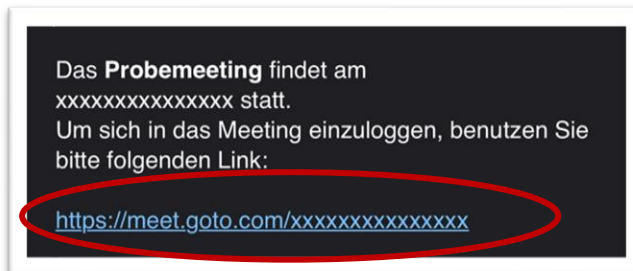 Das Probemeeting findet am
xxxxxxxxxxxxxxx statt.
Um sich in das Meeting einzuloggen, benutzen Sie
bitte folgenden Link:
https://meet.goto.com/xxxxxxxxxxxxxxx